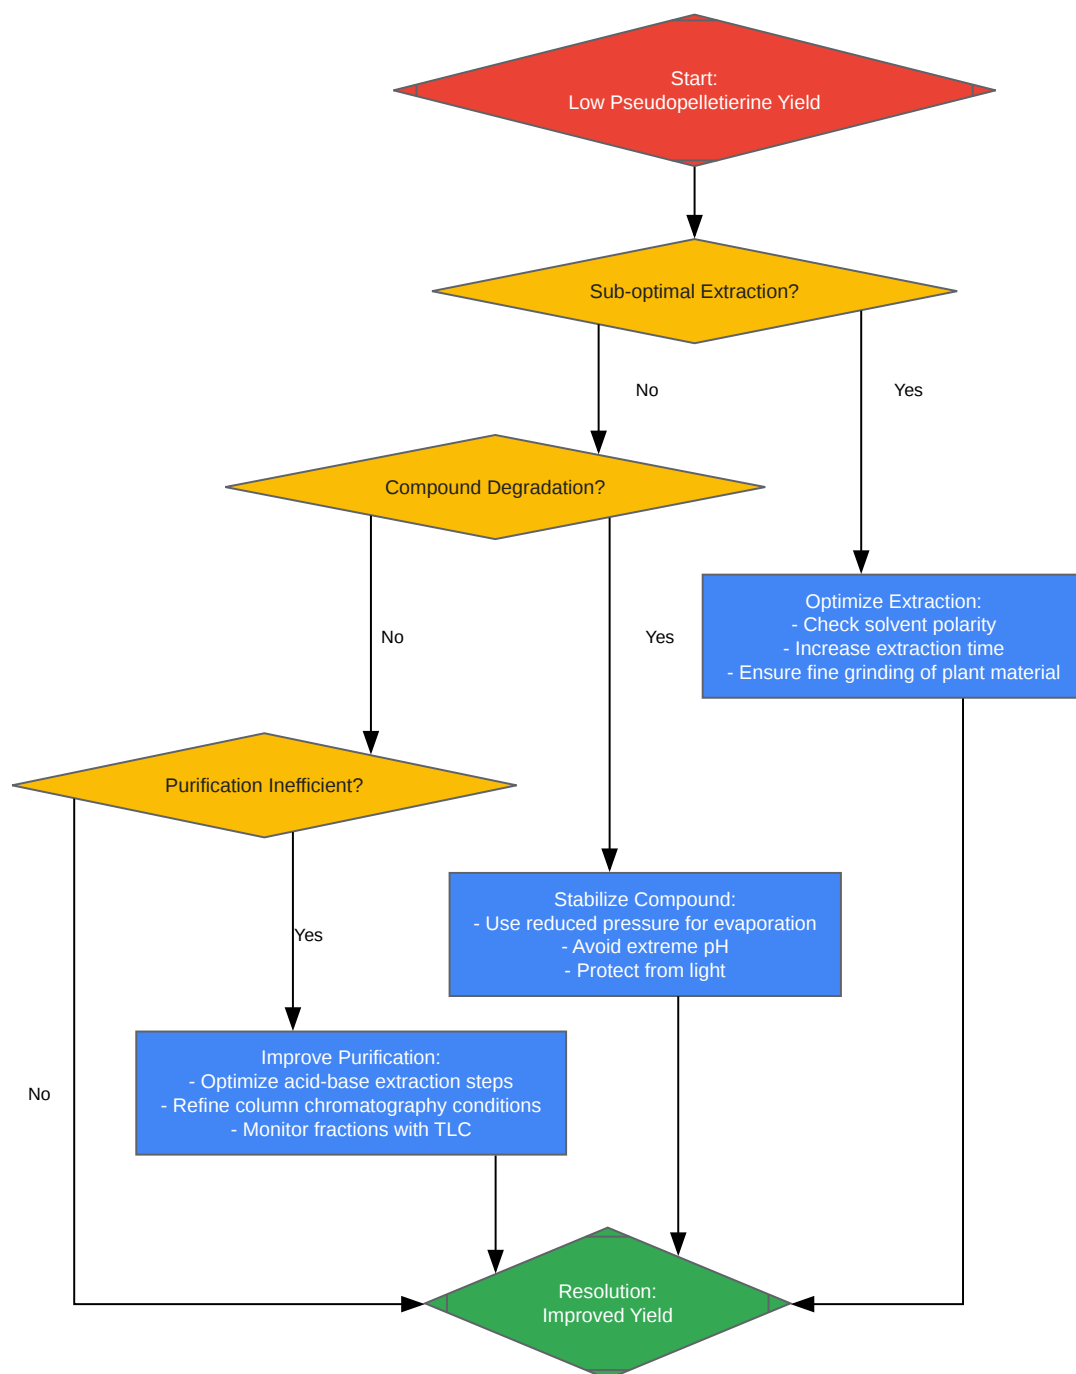 Start:
Low Pseudopelletierine Yield
Sub-optimal Extraction?
No
Yes
Compound Degradation?
Optimize Extraction:
- Check solvent polarity
- Increase extraction time
- Ensure fine grinding of plant material
No
Yes
Purification Inefficient?
Stabilize Compound:
- Use reduced pressure for evaporation
- Avoid extreme pH
- Protect from light
Yes
Improve Purification:
- Optimize acid-base extraction steps
- Refine column chromatography conditions
- Monitor fractions with TLC
No
Resolution:
Improved Yield